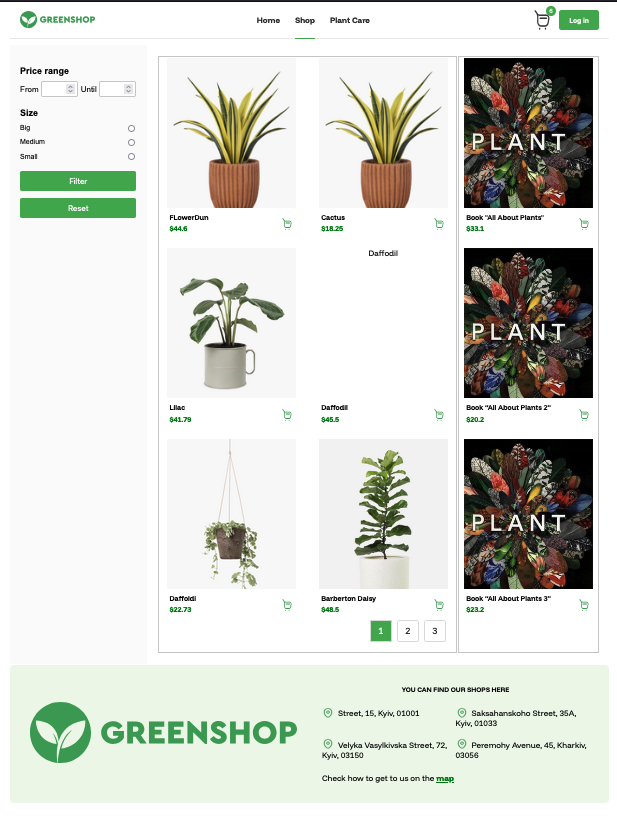 GREENSHOP
Home Shop Plant Care
6
Log in
Price range
From Until
Size
Big
Medium
Small
Filter
Reset
FLowerDun
$44.6
Cactus
$18.25
PLANT
Book "All About Plants"
$33.1
Lilac
$41.79
Daffodil
Daffodil
$45.5
PLANT
Book "All About Plants 2"
$20.2
Daffoldi
$22.73
Barberton Daisy
$48.5
PLANT
Book "All About Plants 3"
$23.2
1 2 3
GREENSHOP
YOU CAN FIND OUR SHOPS HERE
Street, 15, Kyiv, 01001
Saksahanskoho Street, 35A,
Kyiv, 01033
Velyka Vasylkivska Street, 72,
Kyiv, 03150
Peremohy Avenue, 45, Kharkiv,
03056
Check how to get to us on the map